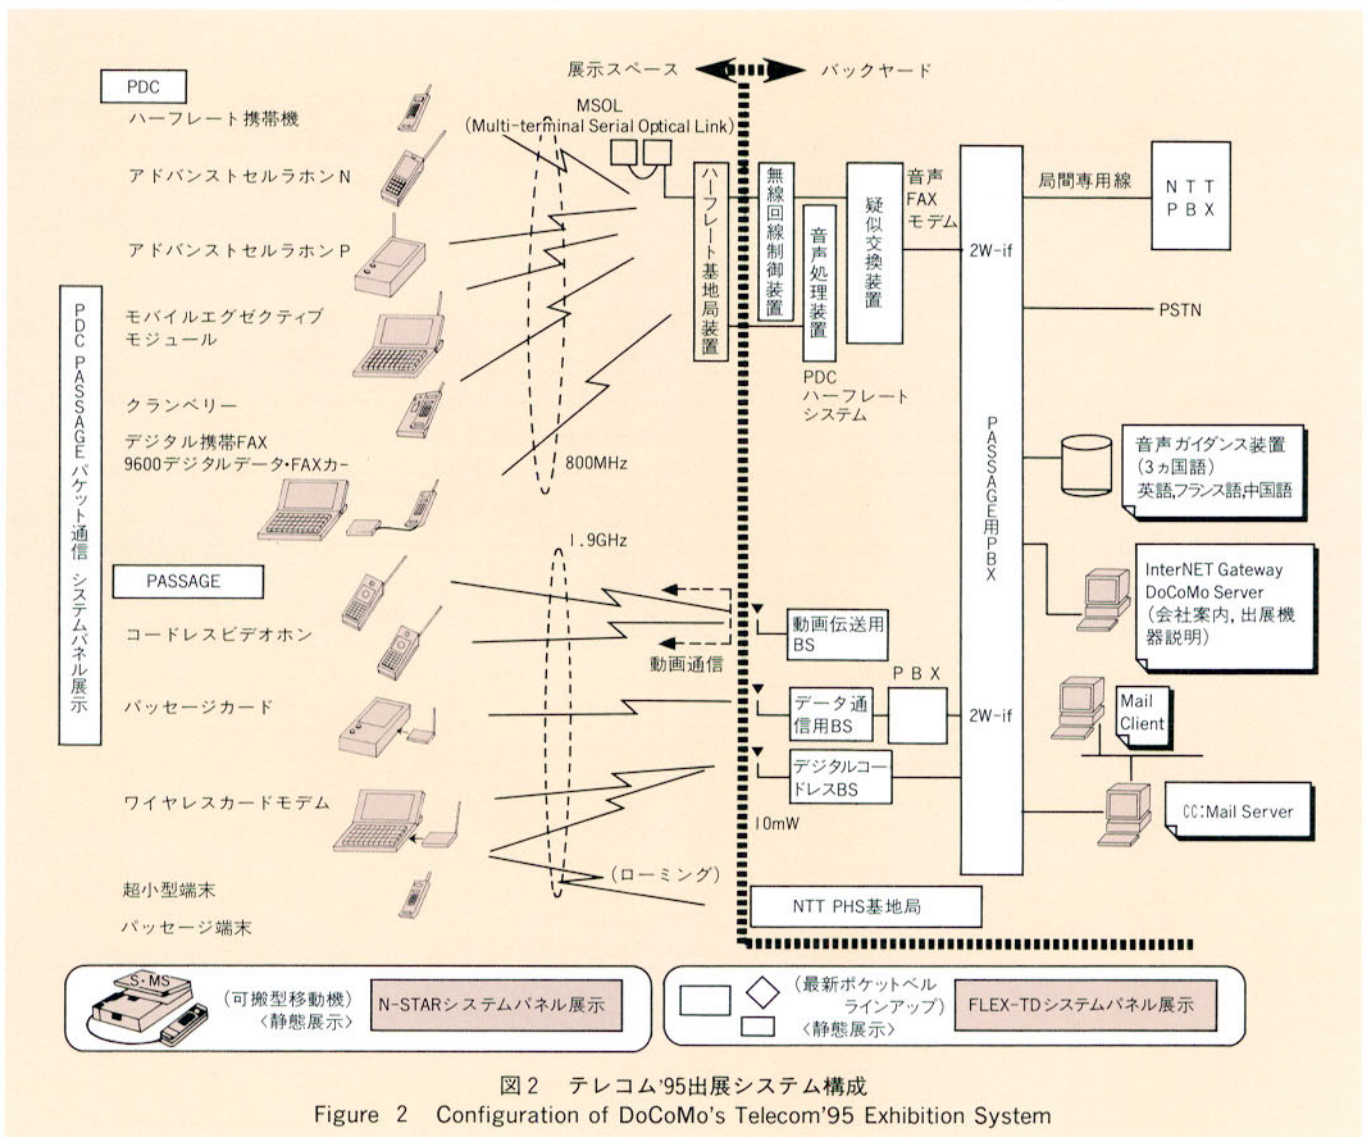 展示スペース
バックヤード
PDC
ハーフレート携帯機
MSOL
(Multi-terminal Serial Optical Link)
アドバンストセルラホンN
アドバンストセルラホンP
モバイルエグゼクティブ
モジュール
クランベリー
デジタル携帯FAX
9600デジタルデータ・FAXカー
800MHz
PDC PASSAGE パケット通信 システムパネル展示
ハーフレート基地局装置
無線回線制御装置
音声処理装置
疑似交換装置
PDC
ハーフレート
システム
音声
FAX
モデム
2W-if
PASSAGE用PBX
2W-if
局間専用線
NTT
PBX
PSTN
音声ガイダンス装置
(3ヵ国語)
英語,フランス語,中国語
InterNET Gateway
DoCoMo Server
(会社案内, 出展機
器説明)
Mail
Client
CC:Mail Server
1.9GHz
PASSAGE
コードレスビデオホン
パッセージカード
ワイヤレスカードモデム
超小型端末
パッセージ端末
動画通信
動画伝送用
BS
PBX
データ通
信用BS
デジタルコー
ドレスBS
10mW
(ローミング)
NTT PHS基地局
S・MS
(可搬型移動機)
<静態展示>
N-STARシステムパネル展示
(最新ポケットベル
ラインアップ)
<静態展示>
FLEX-TDシステムパネル展示
図2 テレコム'95出展システム構成
Figure 2 Configuration of DoCoMo's Telecom'95 Exhibition System